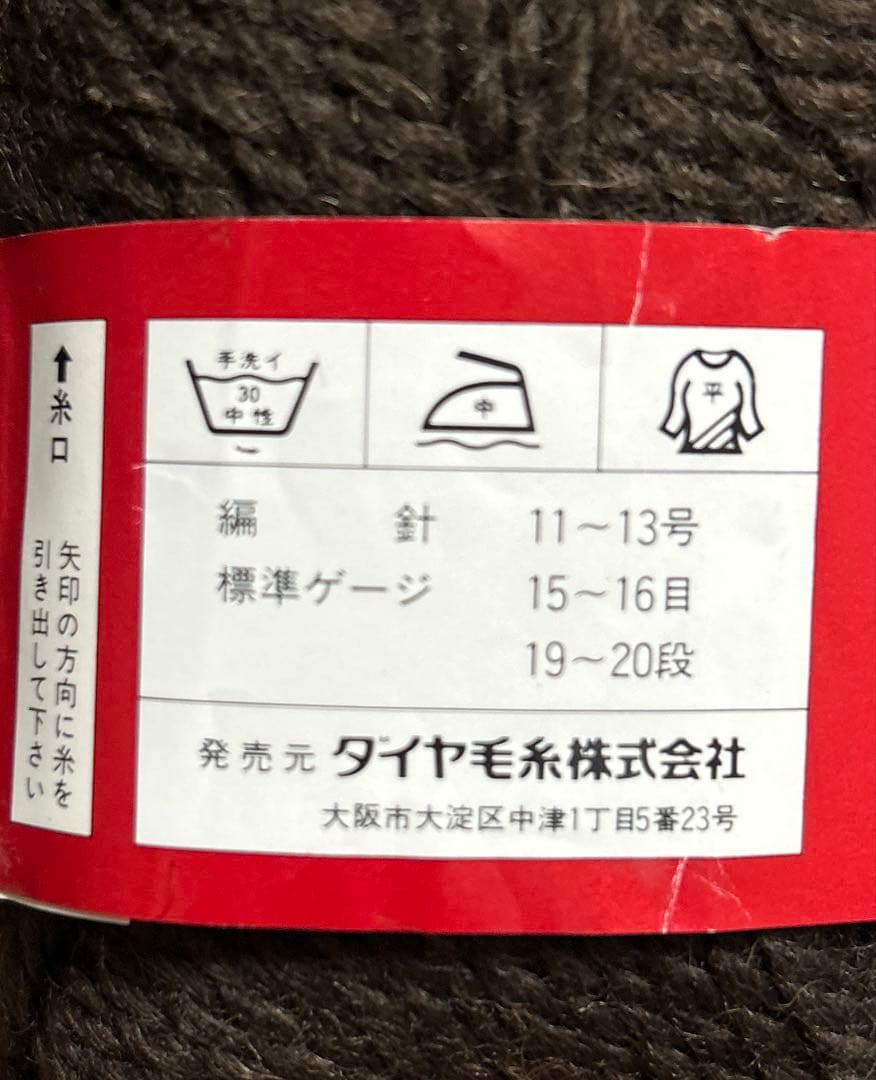 ↑糸口
矢印の方向に糸を
引き出して下さい
手洗イ
30
中性
中
平
編　針　11～13号
標準ゲージ　15～16目
19～20段
発売元 ダイヤ毛糸株式会社
大阪市大淀区中津1丁目5番23号